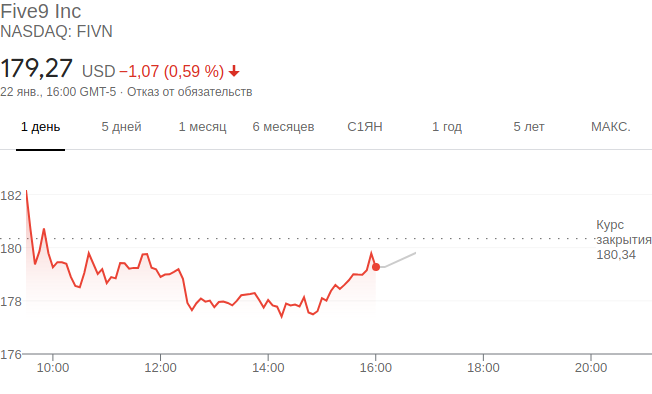 Five9 Inc
NASDAQ: FIVN
179,27 USD −1,07 (0,59 %)
22 янв., 16:00 GMT-5 · Отказ от обязательств
1 день 5 дней 1 месяц 6 месяцев С1ЯН 1 год 5 лет МАКС.
182
Курс
закрытия
180,34
180
178
176
10:00 12:00 14:00 16:00 18:00 20:00